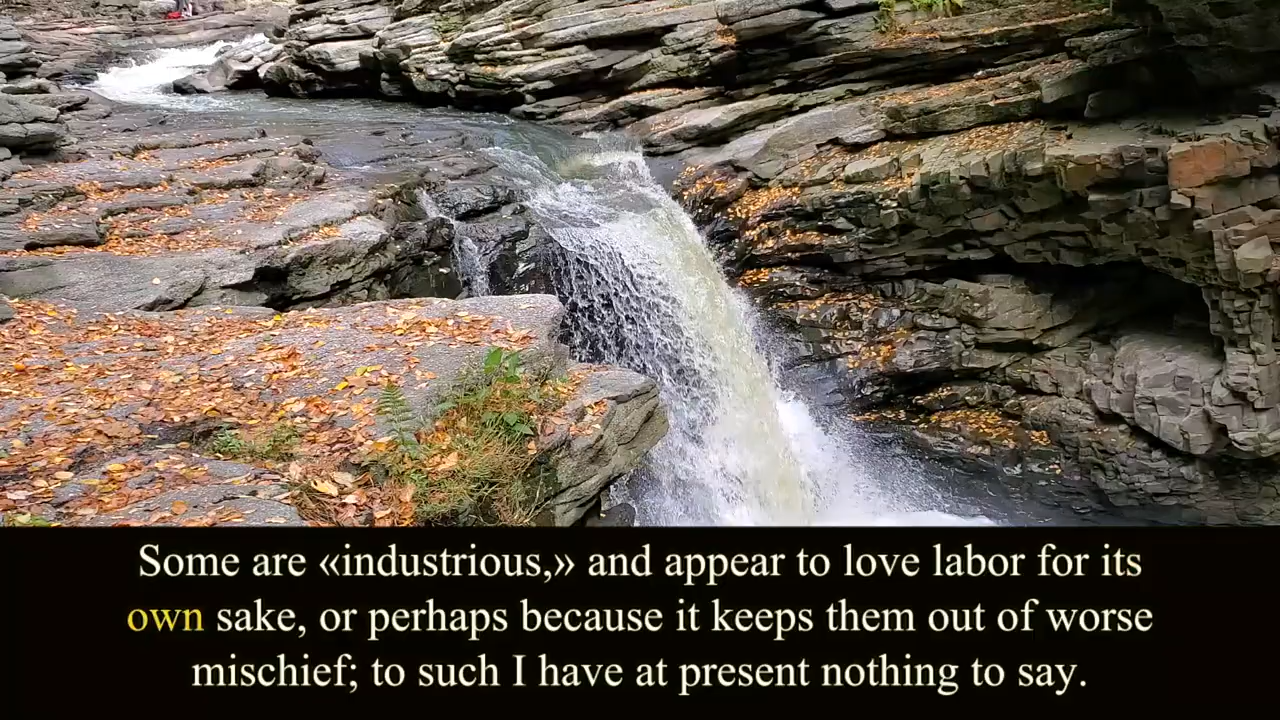 Some are «industrious,» and appear to love labor for its
own sake, or perhaps because it keeps them out of worse
mischief; to such I have at present nothing to say.